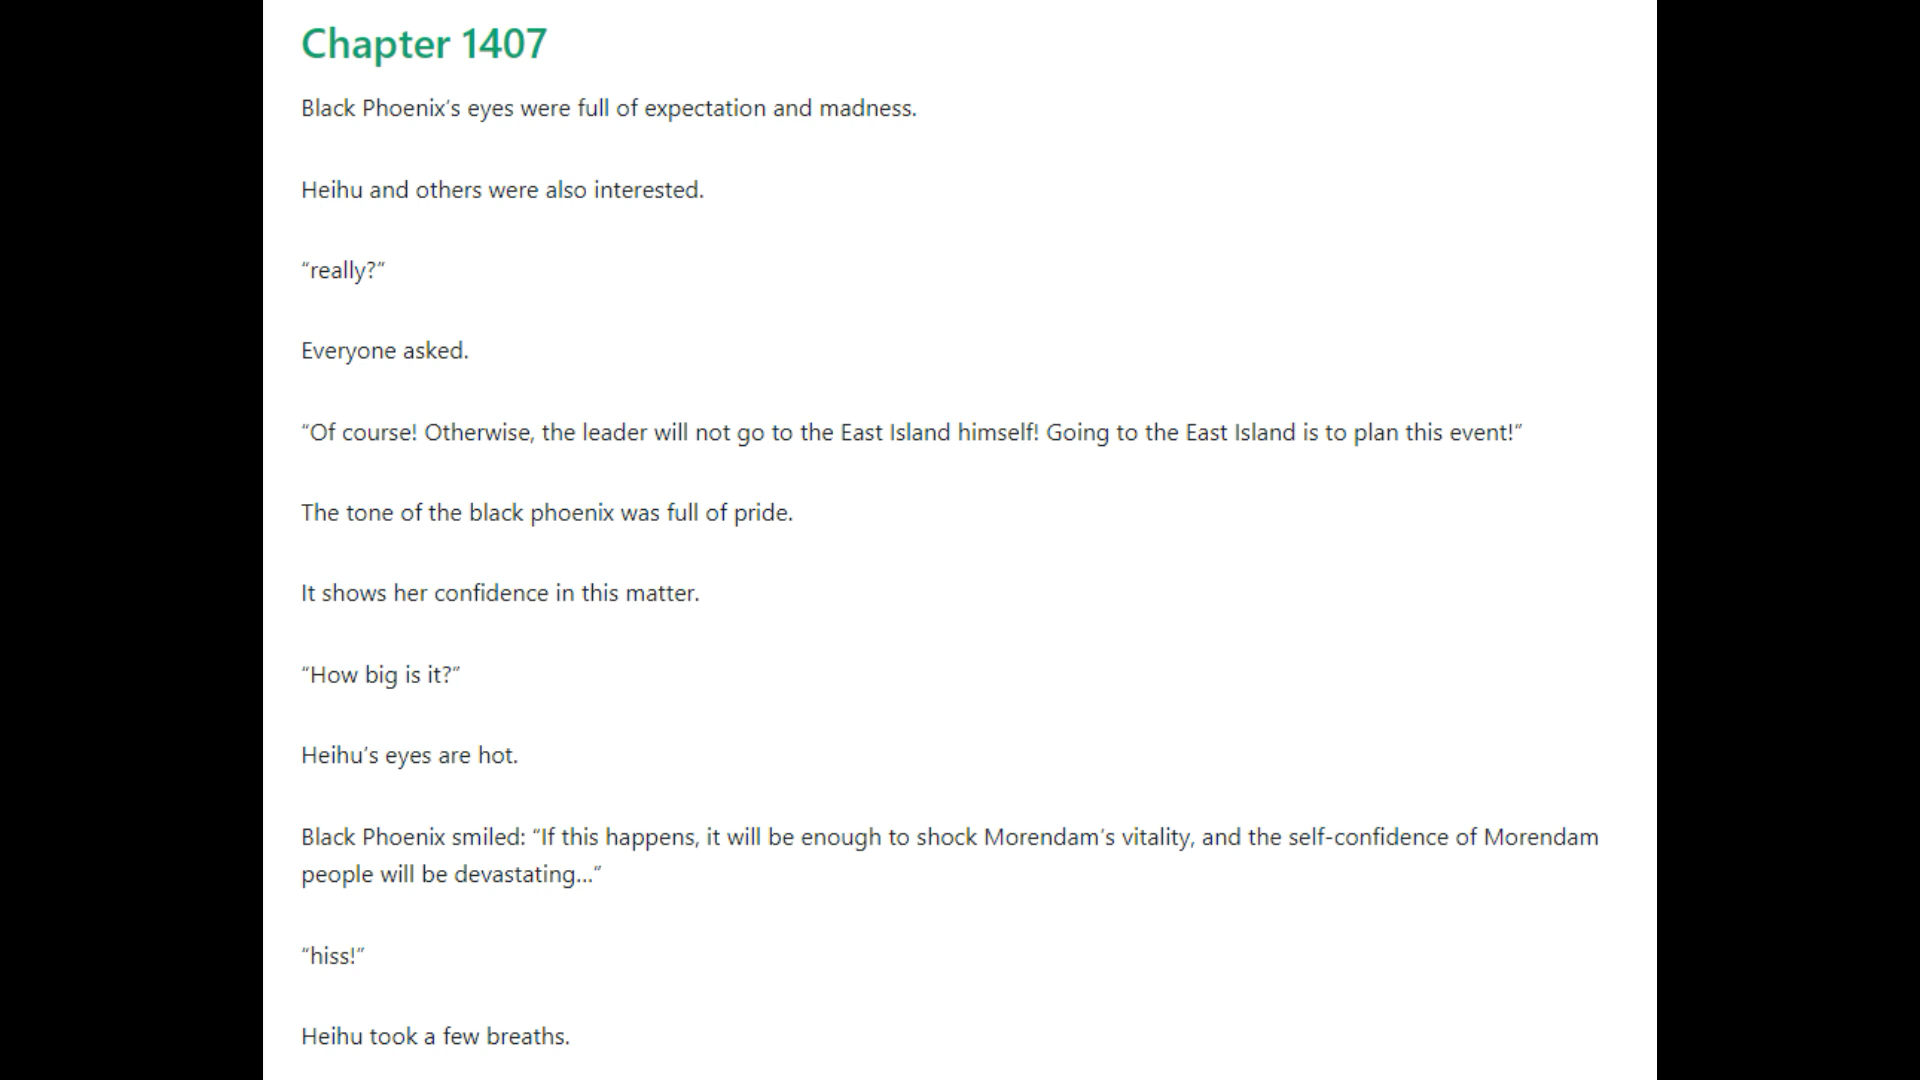 Chapter 1407
Black Phoenix’s eyes were full of expectation and madness.
Heihu and others were also interested.
“really?”
Everyone asked.
“Of course! Otherwise, the leader will not go to the East Island himself! Going to the East Island is to plan this event!”
The tone of the black phoenix was full of pride.
It shows her confidence in this matter.
“How big is it?”
Heihu’s eyes are hot.
Black Phoenix smiled: “If this happens, it will be enough to shock Morendam’s vitality, and the self-confidence of Morendam
people will be devastating…”
“hiss!”
Heihu took a few breaths.